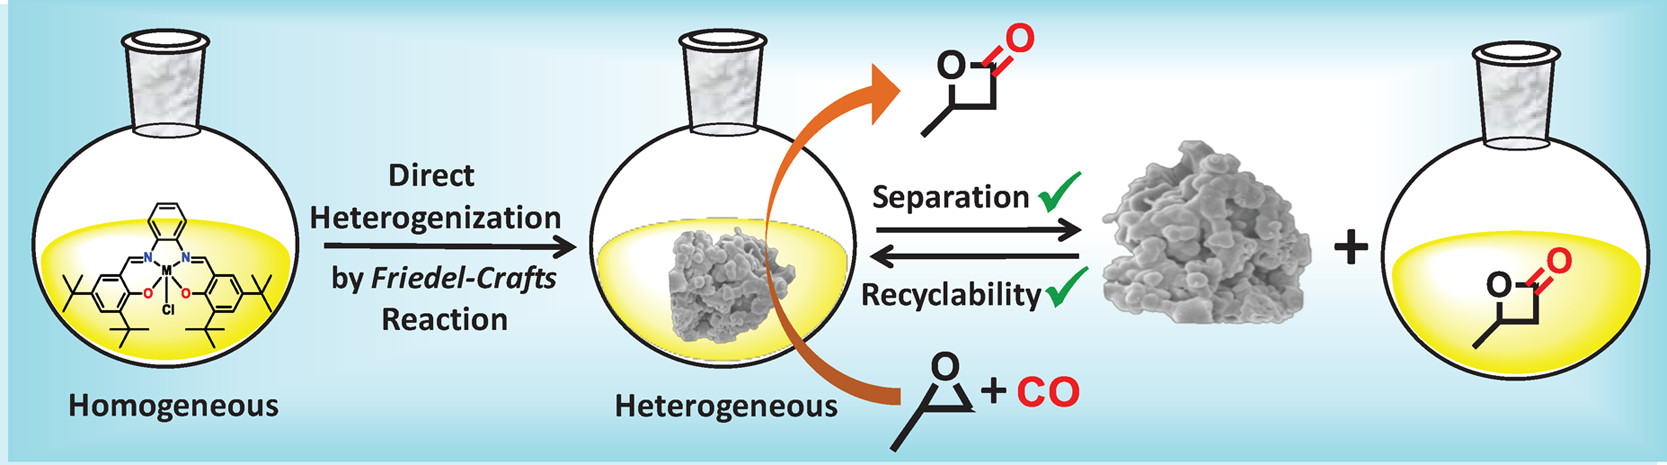 N
N
M
O
O
Cl
Homogeneous
Direct
Heterogenization
by Friedel-Crafts
Reaction
Heterogeneous
O
O
O
+ CO
Separation ✓
Recyclability ✓
+
O
O